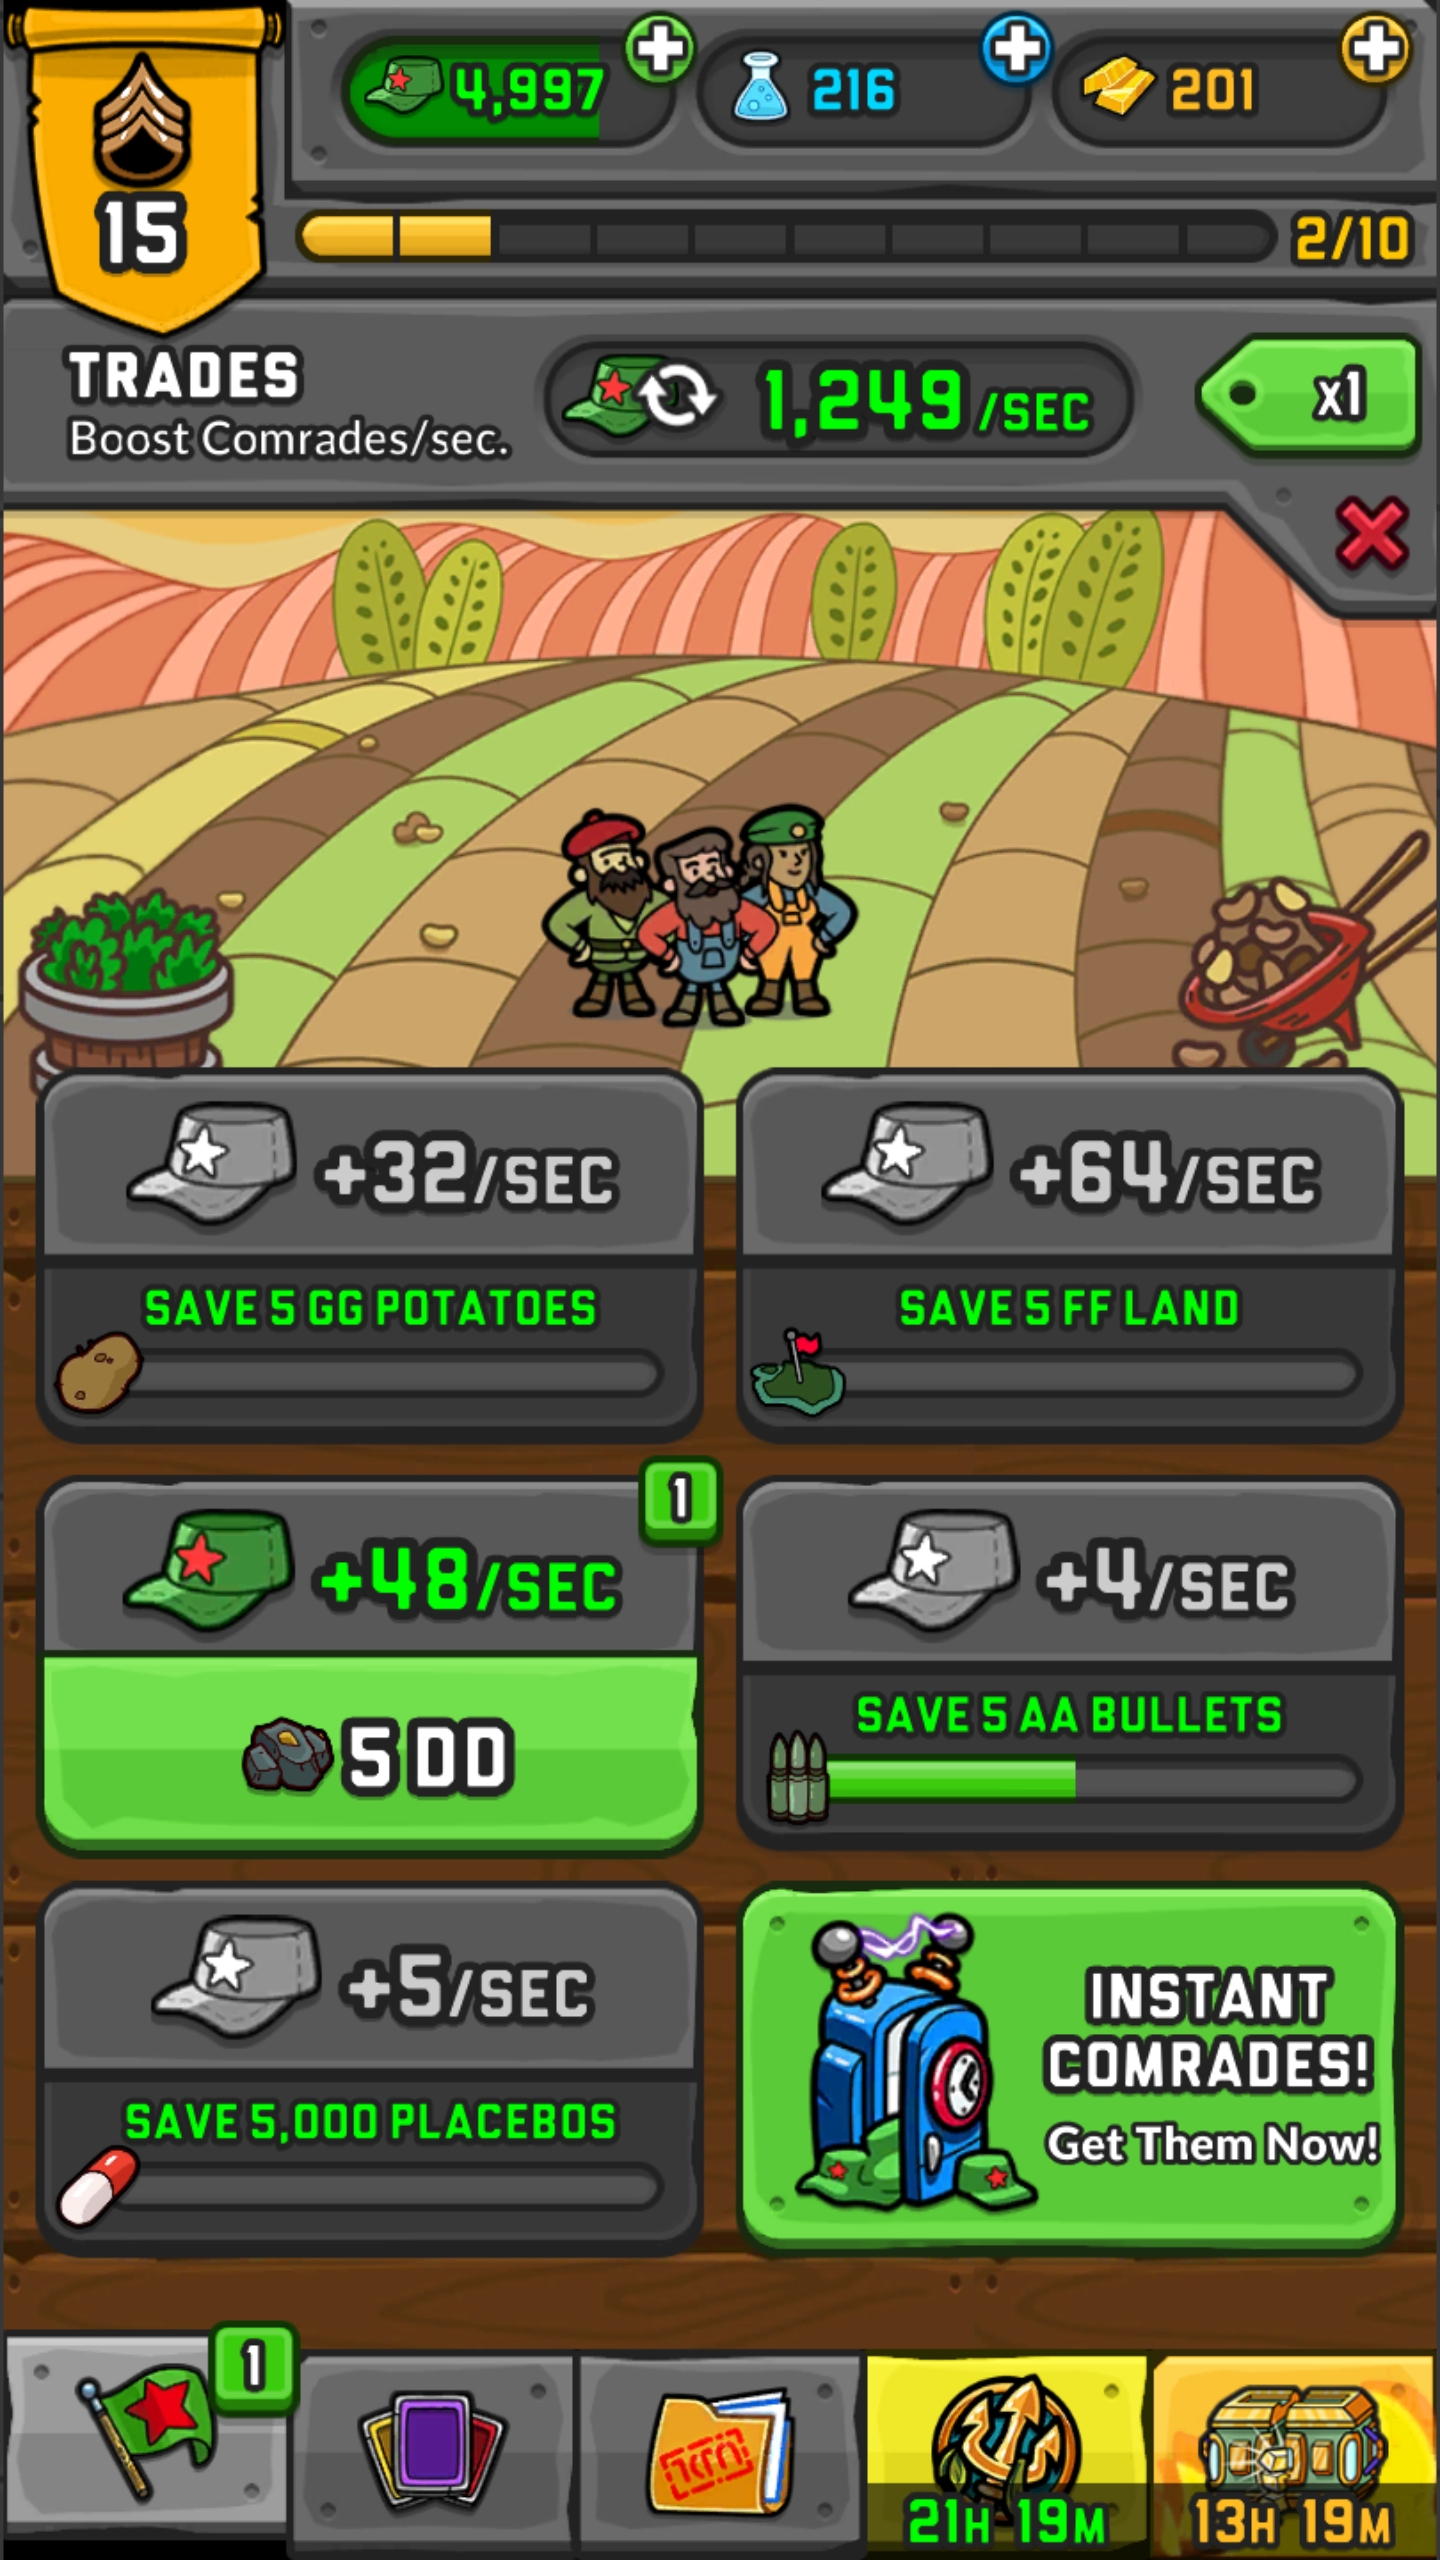 4,997
216
201
15
2/10
TRADES
Boost Comrades/sec.
1,249 /SEC
x1
+32/SEC
SAVE 5 GG POTATOES
+64/SEC
SAVE 5 FF LAND
1
+48/SEC
5 DD
+4/SEC
SAVE 5 AA BULLETS
+5/SEC
SAVE 5,000 PLACEBOS
INSTANT
COMRADES!
Get Them Now!
1
21H 19M
13H 19M